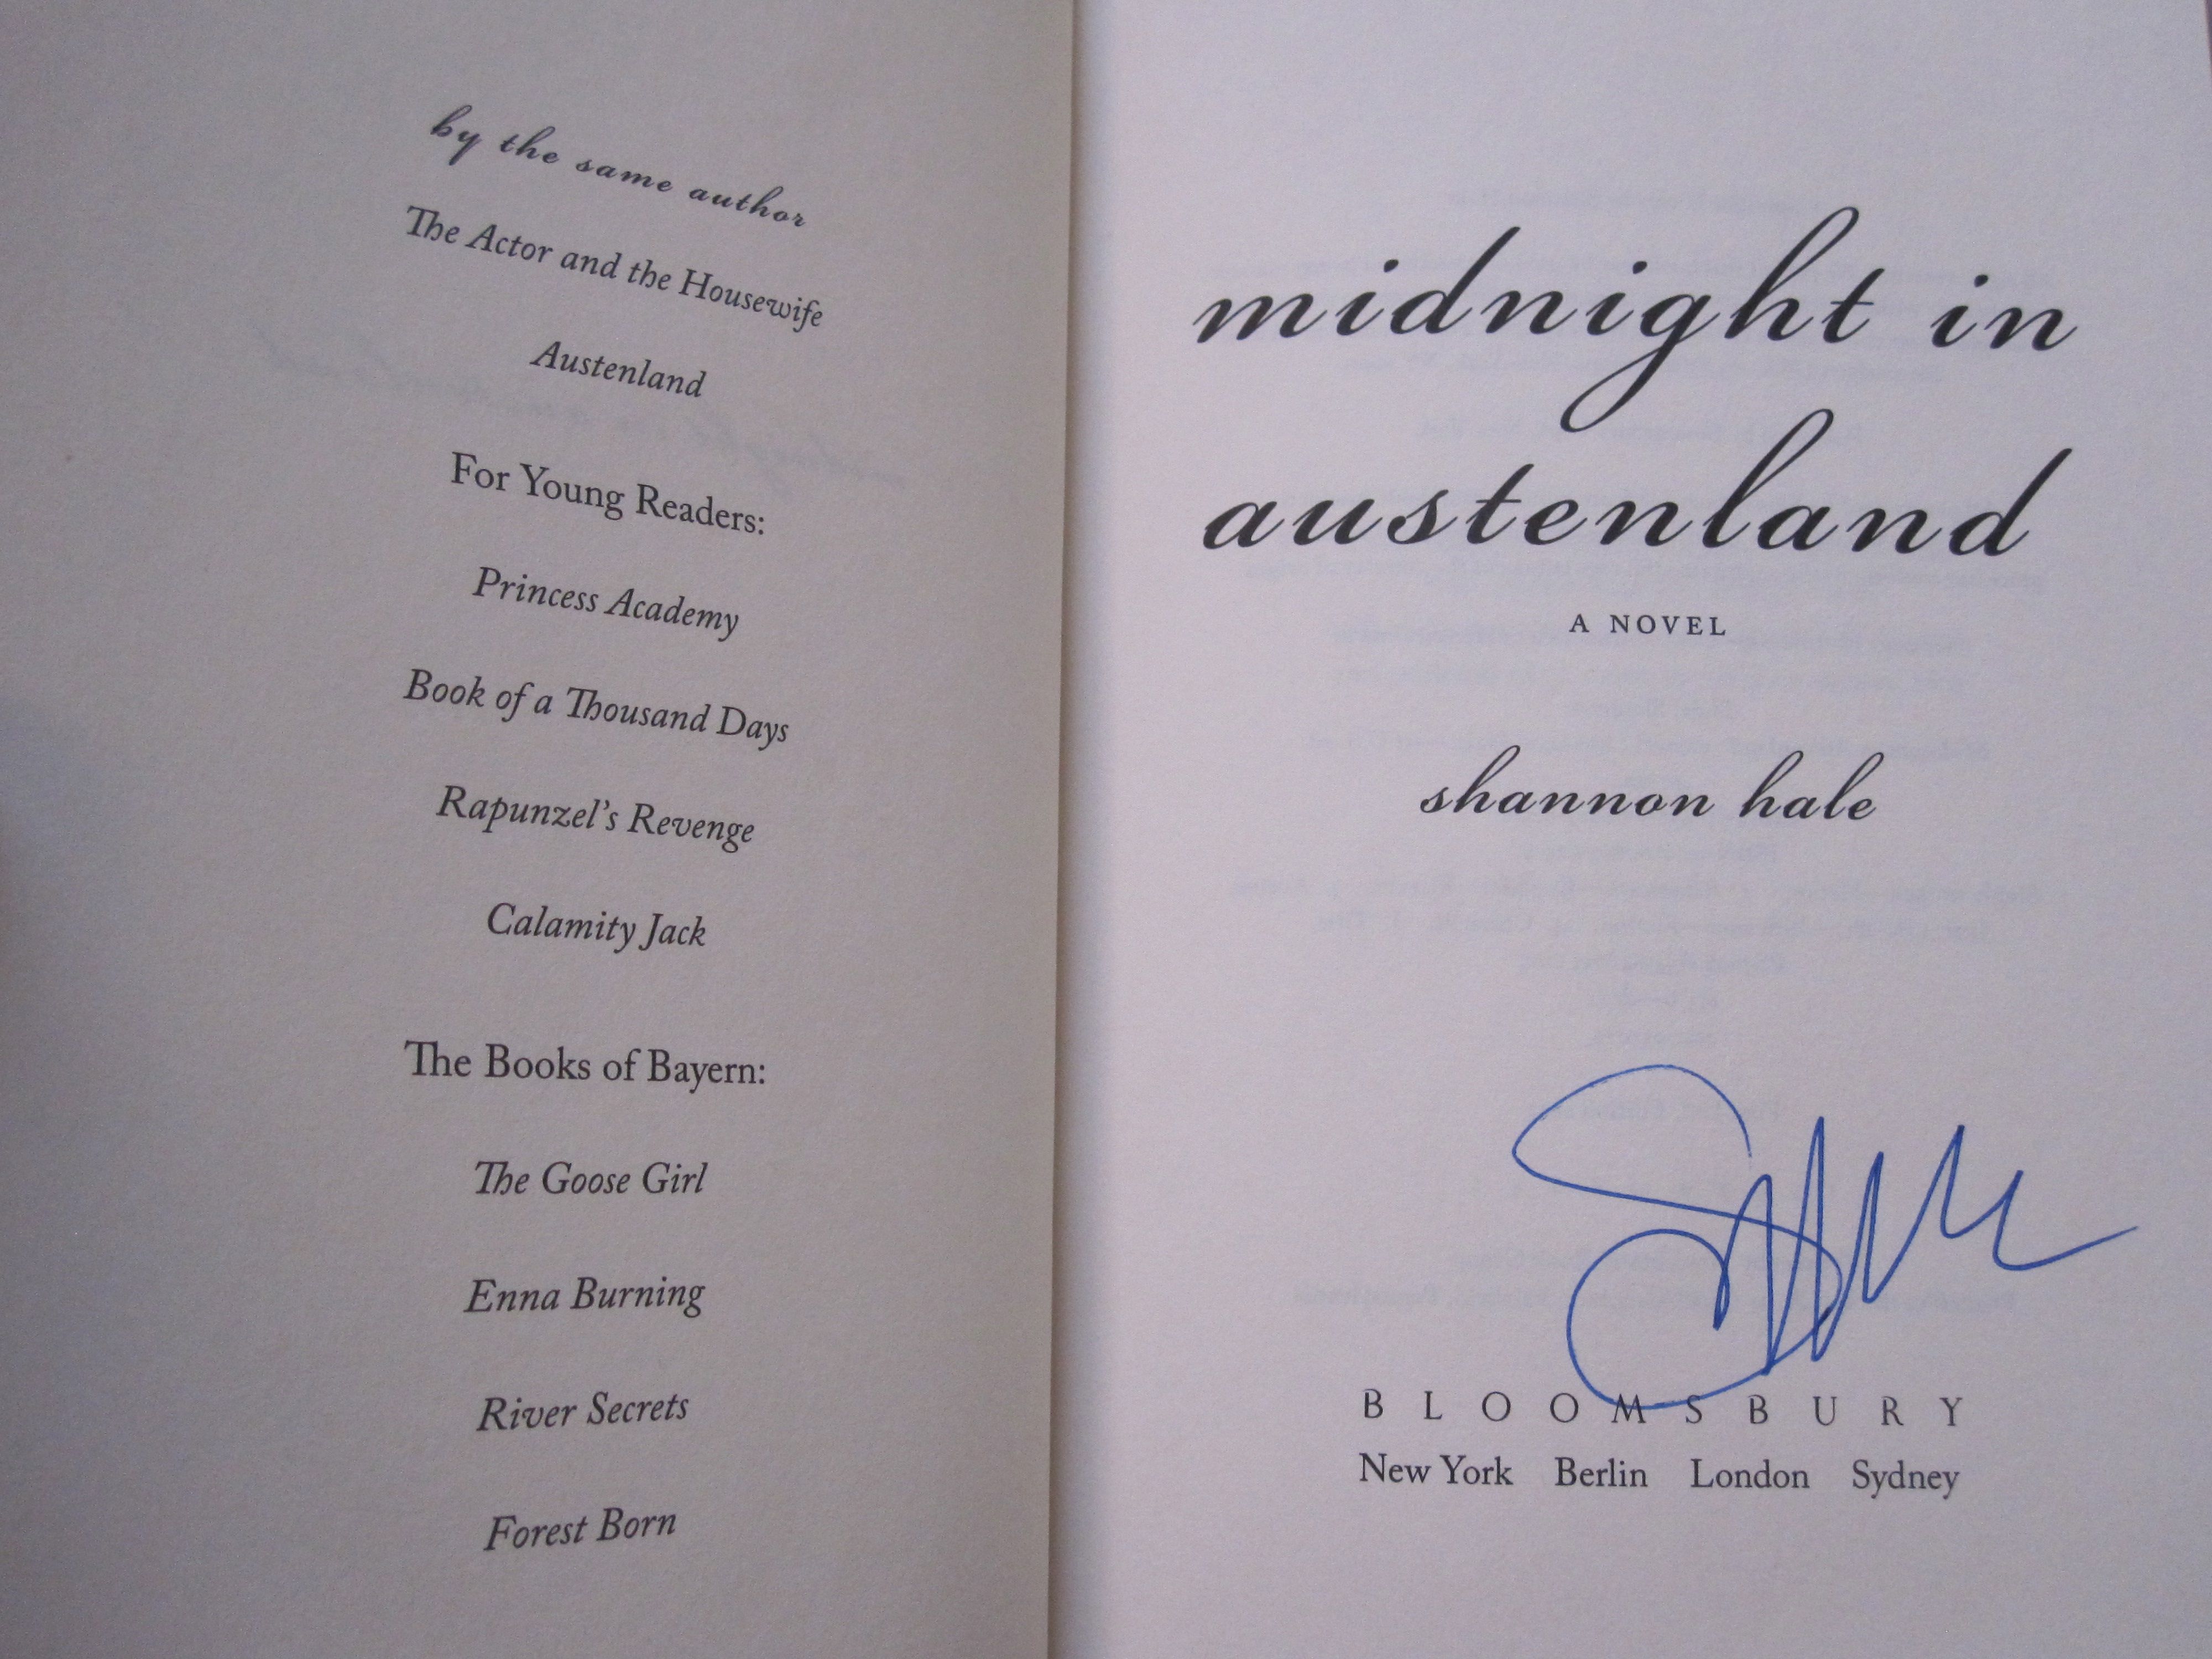 by the same author
The Actor and the Housewife
Austenland
For Young Readers:
Princess Academy
Book of a Thousand Days
Rapunzel's Revenge
Calamity Jack
The Books of Bayern:
The Goose Girl
Enna Burning
River Secrets
Forest Born
midnight in
austenland
A NOVEL
shannon hale
BLOOMSBURY
New York Berlin London Sydney